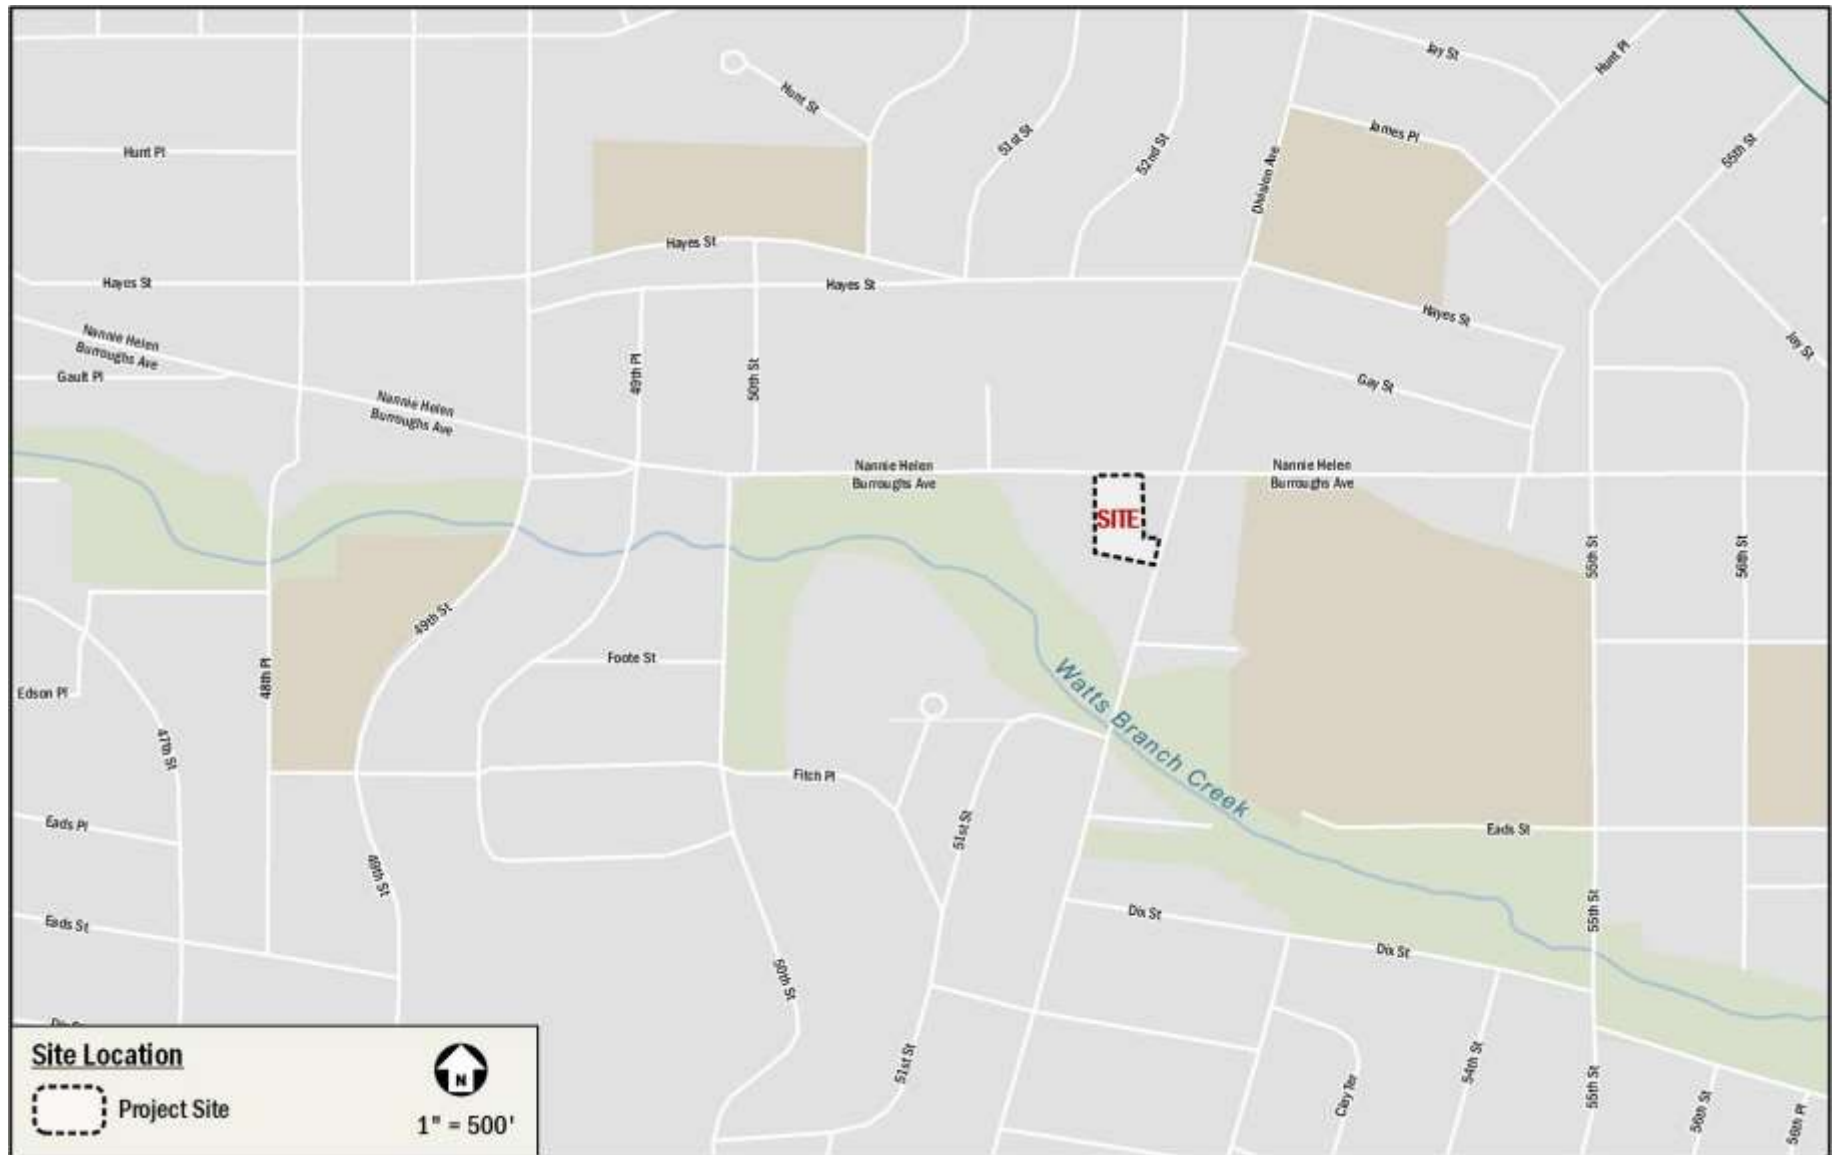 Jay St
Hunt Pl
Hunt St
James Pl
51st St
52nd St
Hunt Pl
55th St
Division Ave
Hayes St
Hayes St
Hayes St
Hayes St
Nannie Helen
Burroughs Ave
Jay St
Gault Pl
49th Pl
50th St
Gay St
Nannie Helen
Burroughs Ave
Nannie Helen
Burroughs Ave
Nannie Helen
Burroughs Ave
SITE
55th St
56th St
49th St
Foote St
48th Pl
Edson Pl
Watts Branch Creek
47th St
Fitch Pl
Eads Pl
51st St
Eads St
49th St
Dix St
55th St
Eads St
Dix St
50th St
51st St
54th St
Clay Ter
55th St
56th St
56th Pl
Site Location
N
Project Site
1" = 500'